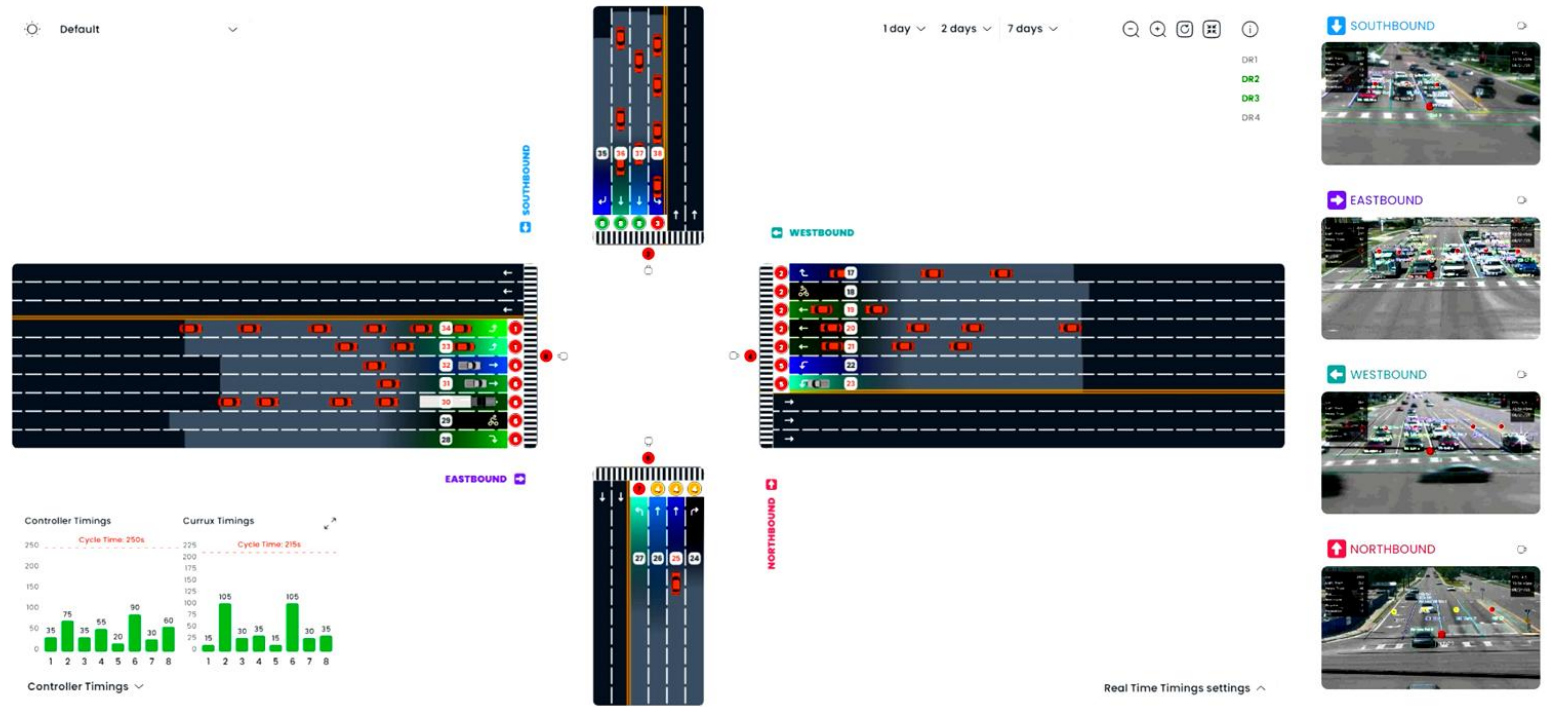 Default
1 day 2 days 7 days
DR1
DR2
DR3
DR4
SOUTHBOUND
35 36 37 38
WESTBOUND
17
18
19
20
21
22
23
34
33
32
31
30
29
28
EASTBOUND
27 26 25 24
NORTHBOUND
Controller Timings
Cycle Time: 250s
250
200
150
100
50
0
35 75 35 55 20 90 30 60
1 2 3 4 5 6 7 8
Currux Timings
Cycle Time: 215s
225
200
175
150
125
100
75
50
25
0
15 105 30 35 15 105 30 35
1 2 3 4 5 6 7 8
Controller Timings
Real Time Timings settings
SOUTHBOUND
EASTBOUND
WESTBOUND
NORTHBOUND